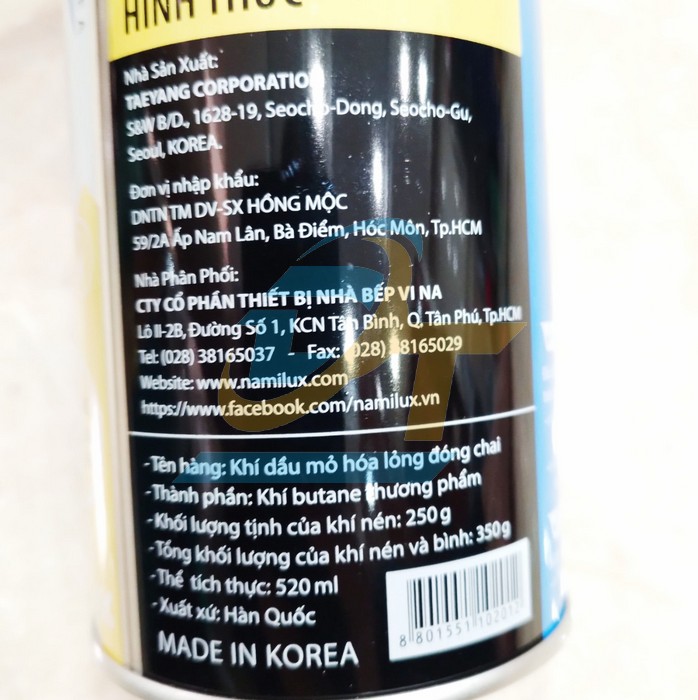 HÌNH THỨC
Nhà Sản Xuất:
TAEYANG CORPORATION
S&W B/D., 1628-19, Seocho-Dong, Seocho-Gu,
Seoul, KOREA.
Đơn vị nhập khẩu:
DNTN TM DV-SX HỒNG MỘC
59/2A Ấp Nam Lân, Bà Điểm, Hóc Môn, Tp.HCM
Nhà Phân Phối:
CTY CỔ PHẦN THIẾT BỊ NHÀ BẾP VI NA
Lô II-2B, Đường Số 1, KCN Tân Bình, Q. Tân Phú, Tp.HCM
Tel: (028) 38165037 - Fax: (028) 38165029
Website: www.namilux.com
https://www.facebook.com/namilux.vn
-Tên hàng: Khí dầu mỏ hóa lỏng đóng chai
-Thành phần: Khí butane thương phẩm
-Khối lượng tịnh của khí nén: 250g
-Tổng khối lượng của khí nén và bình: 350g
-Thể tích thực: 520 ml
-Xuất xứ: Hàn Quốc
MADE IN KOREA
8 801551 102012
DT